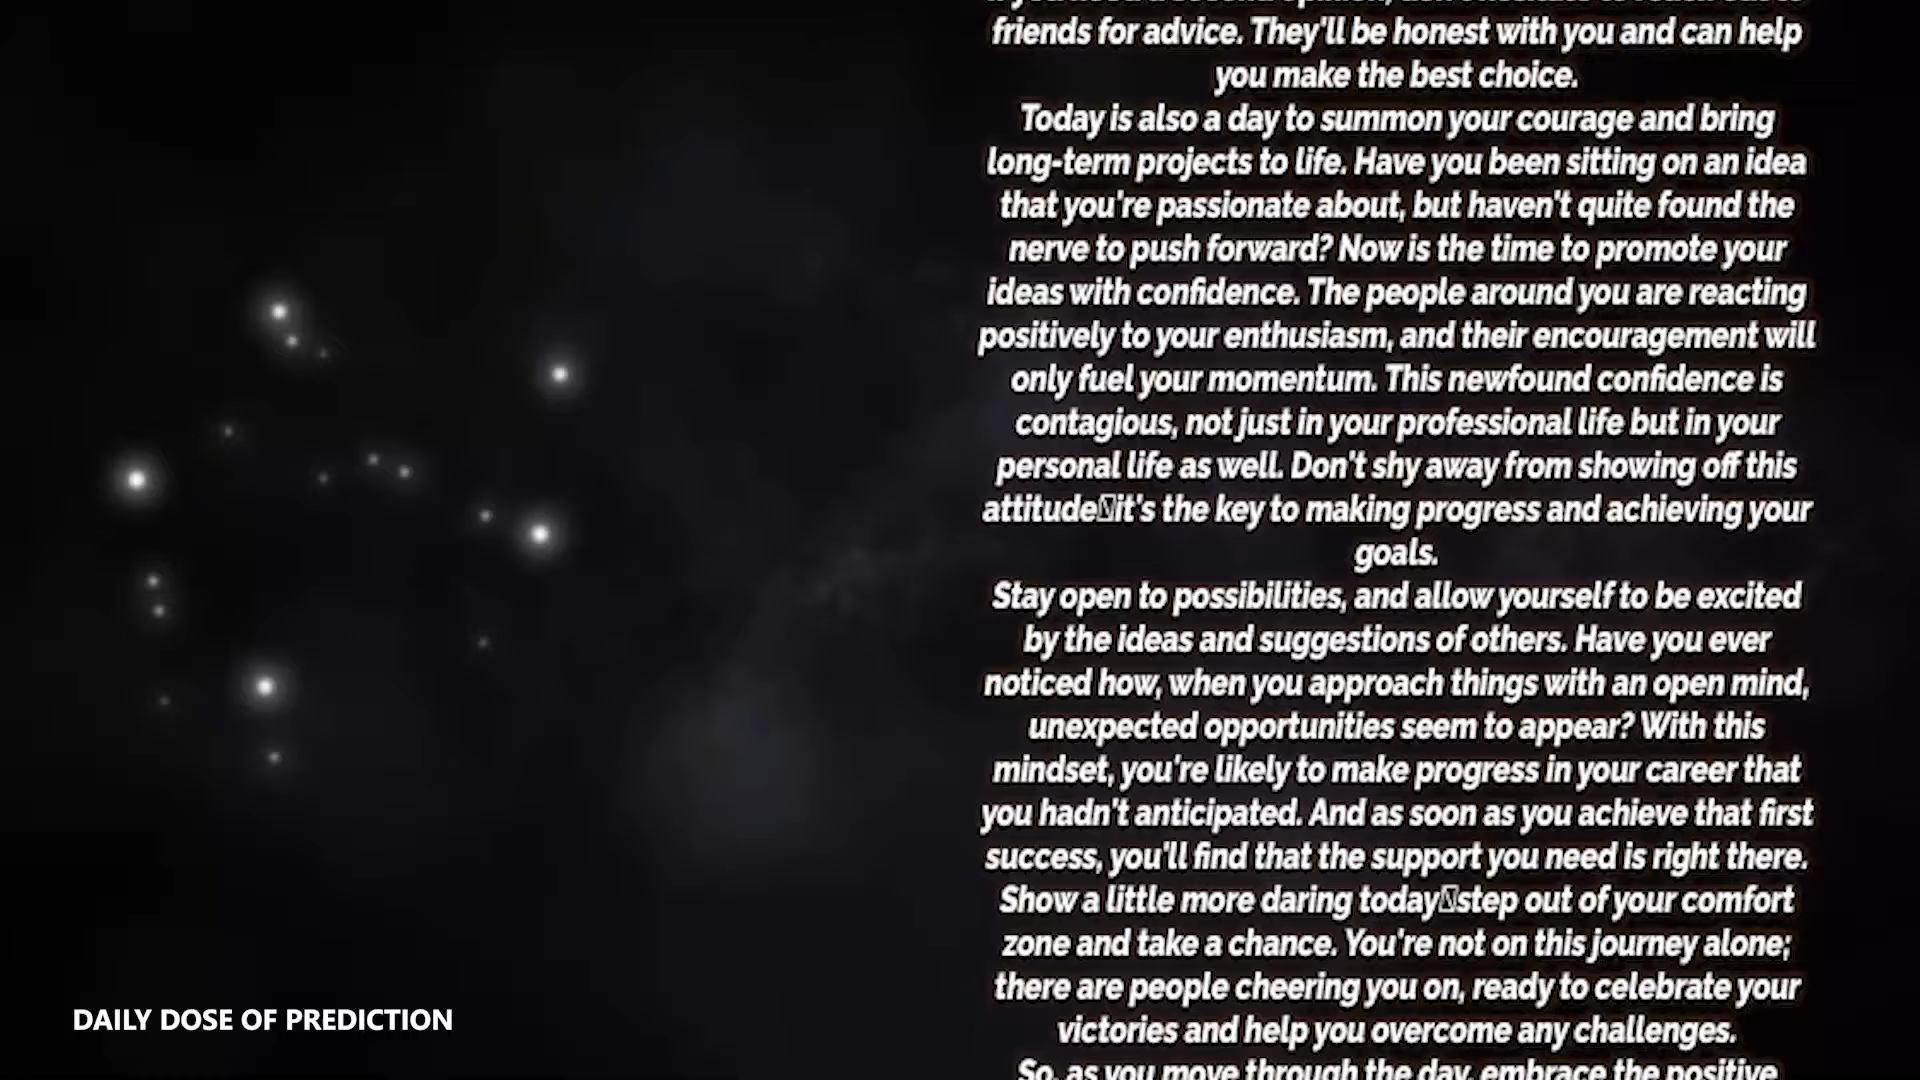 if you need a second opinion, don't hesitate to reach out to
friends for advice. They'll be honest with you and can help
you make the best choice.
Today is also a day to summon your courage and bring
long-term projects to life. Have you been sitting on an idea
that you're passionate about, but haven't quite found the
nerve to push forward? Now is the time to promote your
ideas with confidence. The people around you are reacting
positively to your enthusiasm, and their encouragement will
only fuel your momentum. This newfound confidence is
contagious, not just in your professional life but in your
personal life as well. Don't shy away from showing off this
attitude▯it's the key to making progress and achieving your
goals.
Stay open to possibilities, and allow yourself to be excited
by the ideas and suggestions of others. Have you ever
noticed how, when you approach things with an open mind,
unexpected opportunities seem to appear? With this
mindset, you're likely to make progress in your career that
you hadn't anticipated. And as soon as you achieve that first
success, you'll find that the support you need is right there.
Show a little more daring today▯step out of your comfort
zone and take a chance. You're not on this journey alone;
there are people cheering you on, ready to celebrate your
victories and help you overcome any challenges.
So, as you move through the day, embrace the positive
DAILY DOSE OF PREDICTION